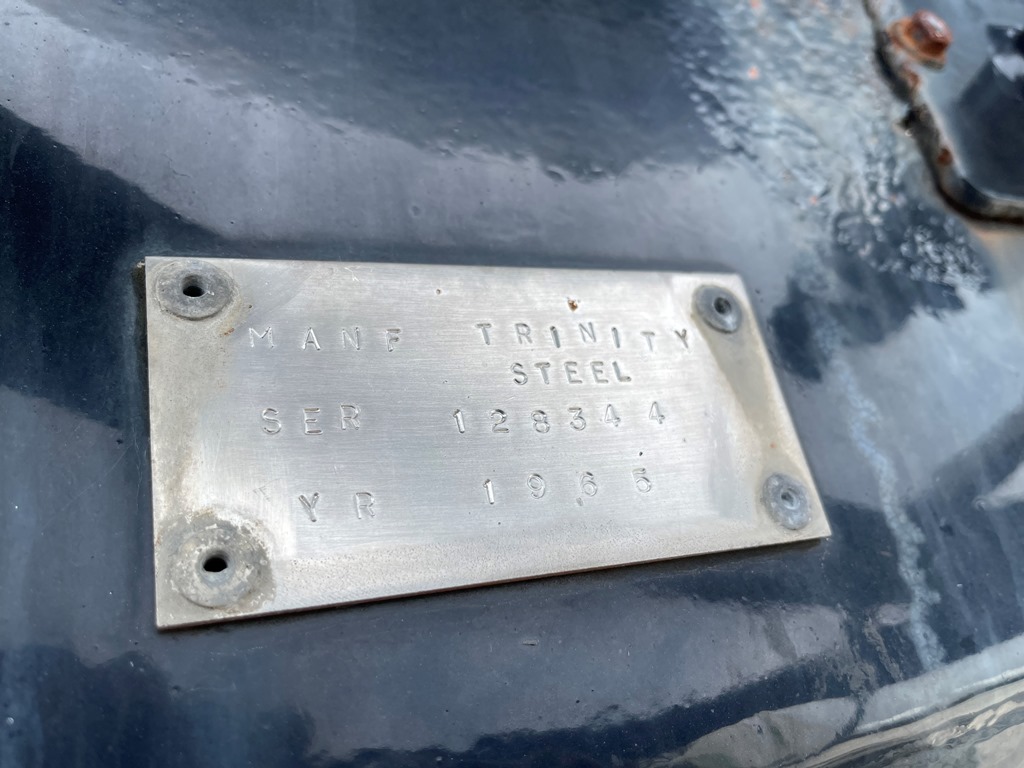 MANF TRINITY
STEEL
SER 128344
YR 1965